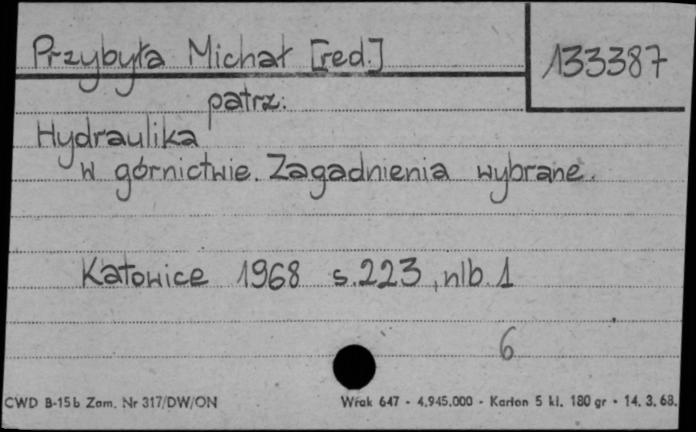 Przybyła Michał [red.]
133387
patrz:
Hydraulika
w górnictwie. Zagadnienia wybrane.
Katowice 1968 s.223, nlb. 1
6
CWD B-15b Zam. Nr 317/DW/ON
Wrak 647 - 4.945.000 - Karton 5 kl. 180 gr - 14. 3. 68.